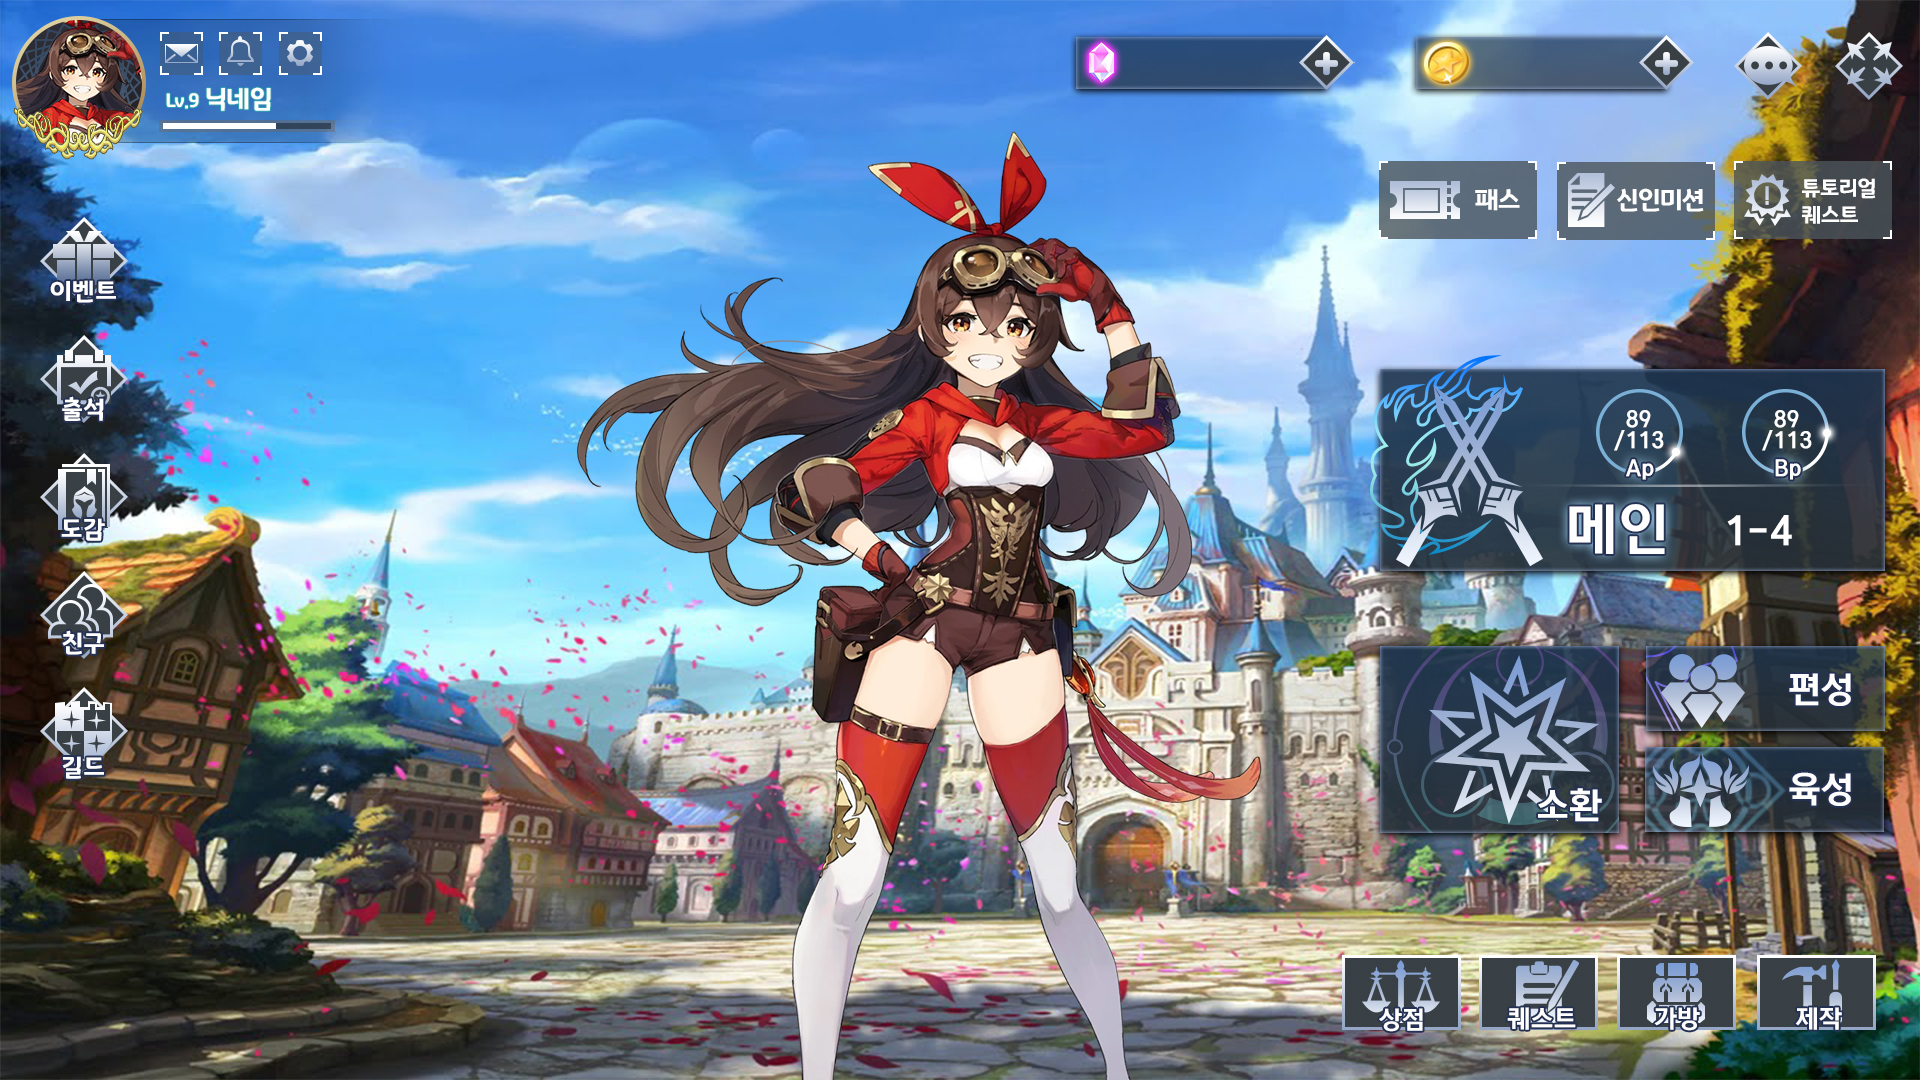 Lv.9 닉네임
패스
신인미션
튜토리얼
퀘스트
이벤트
출석
도감
친구
길드
89
/113
Ap
89
/113
Bp
메인 1-4
소환
편성
육성
상점
퀘스트
가방
제작